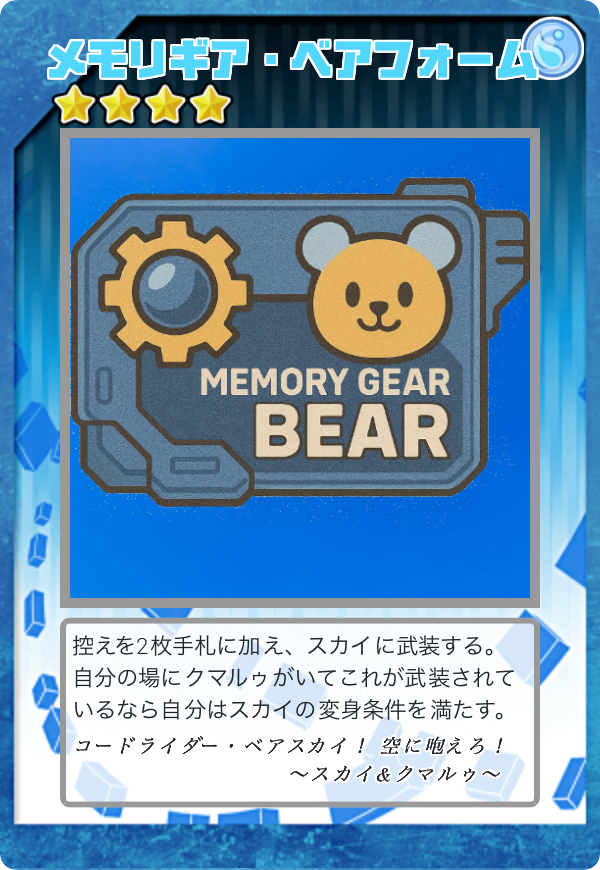 メモリギア・ベアフォーム
MEMORY GEAR
BEAR
控えを2枚手札に加え、スカイに武装する。
自分の場にクマルゥがいてこれが武装されて
いるなら自分はスカイの変身条件を満たす。
コードライダー・ベアスカイ！ 空に咆えろ！
～スカイ&クマルゥ～